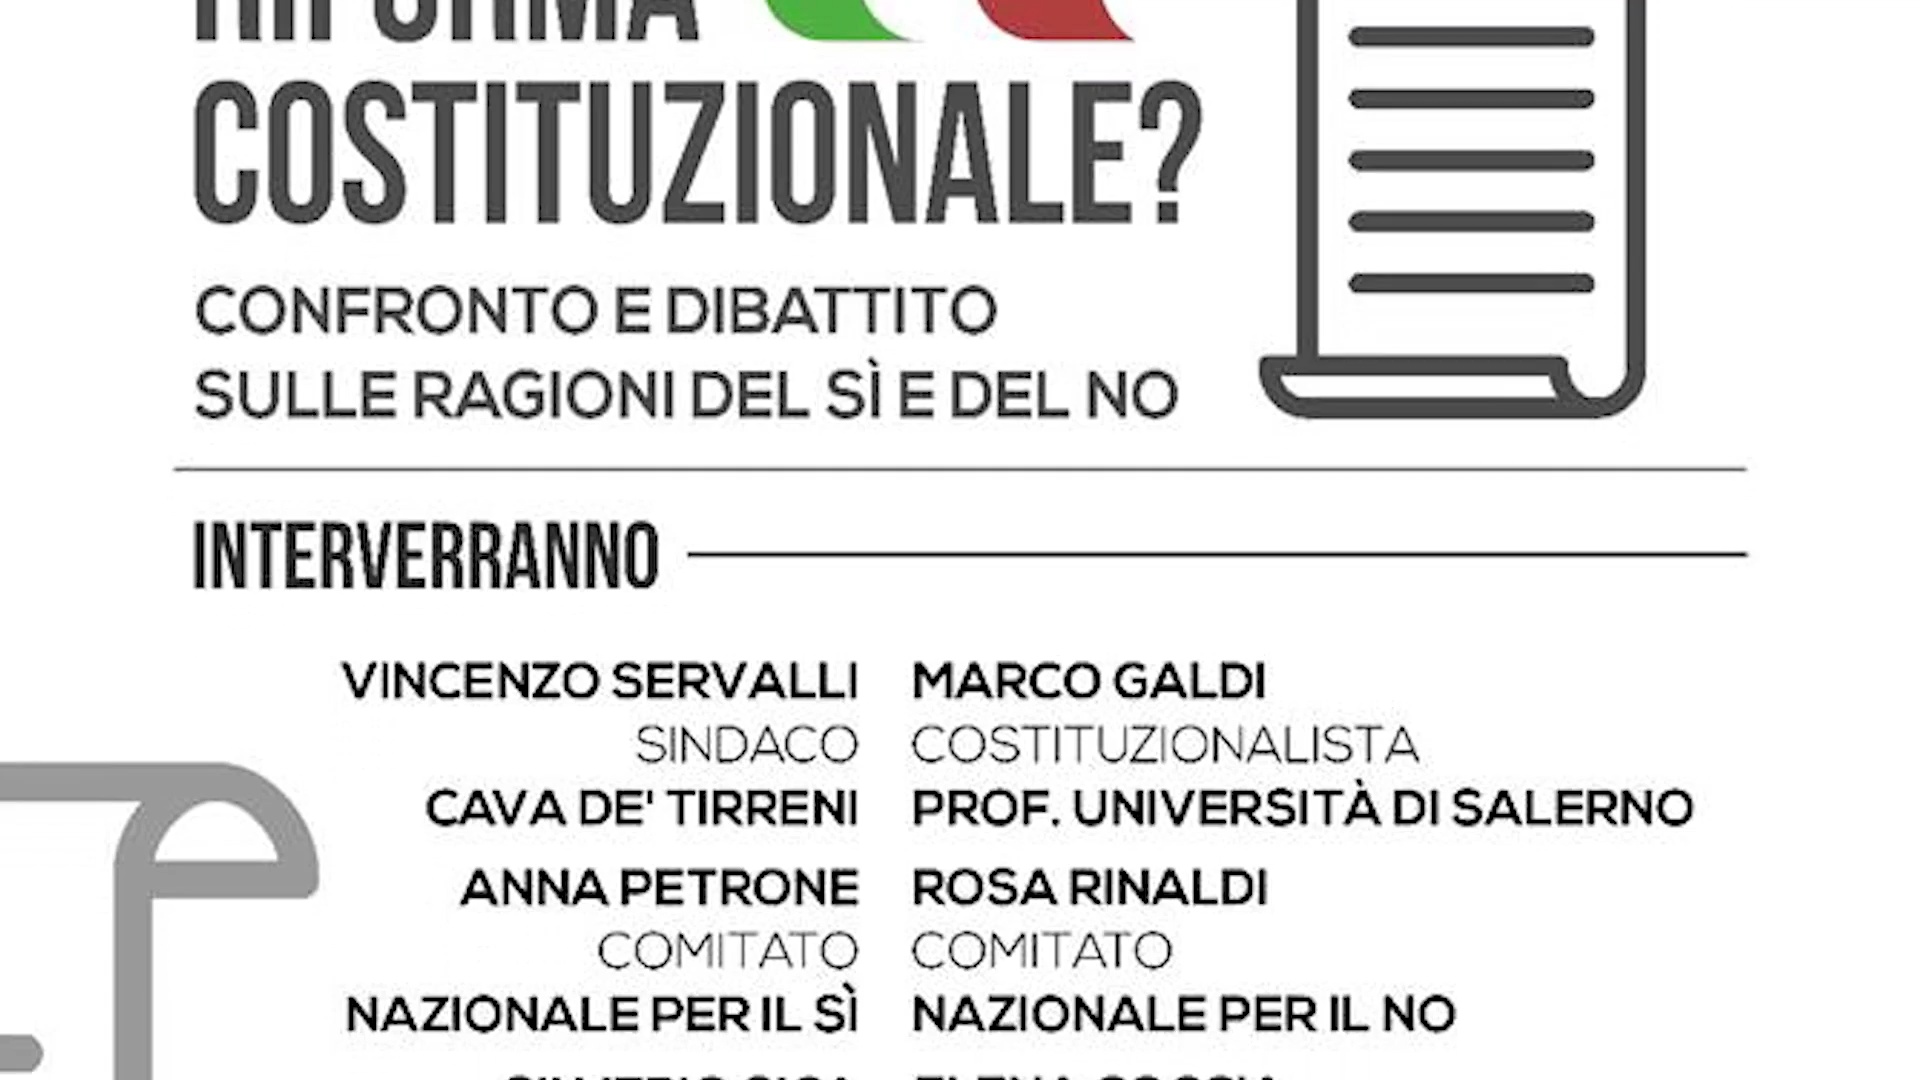 RIFORMA
COSTITUZIONALE?
CONFRONTO E DIBATTITO
SULLE RAGIONI DEL SÌ E DEL NO
INTERVERRANNO
VINCENZO SERVALLI
SINDACO
CAVA DE' TIRRENI
MARCO GALDI
COSTITUZIONALISTA
PROF. UNIVERSITÀ DI SALERNO
ANNA PETRONE
COMITATO
NAZIONALE PER IL SÌ
ROSA RINALDI
COMITATO
NAZIONALE PER IL NO